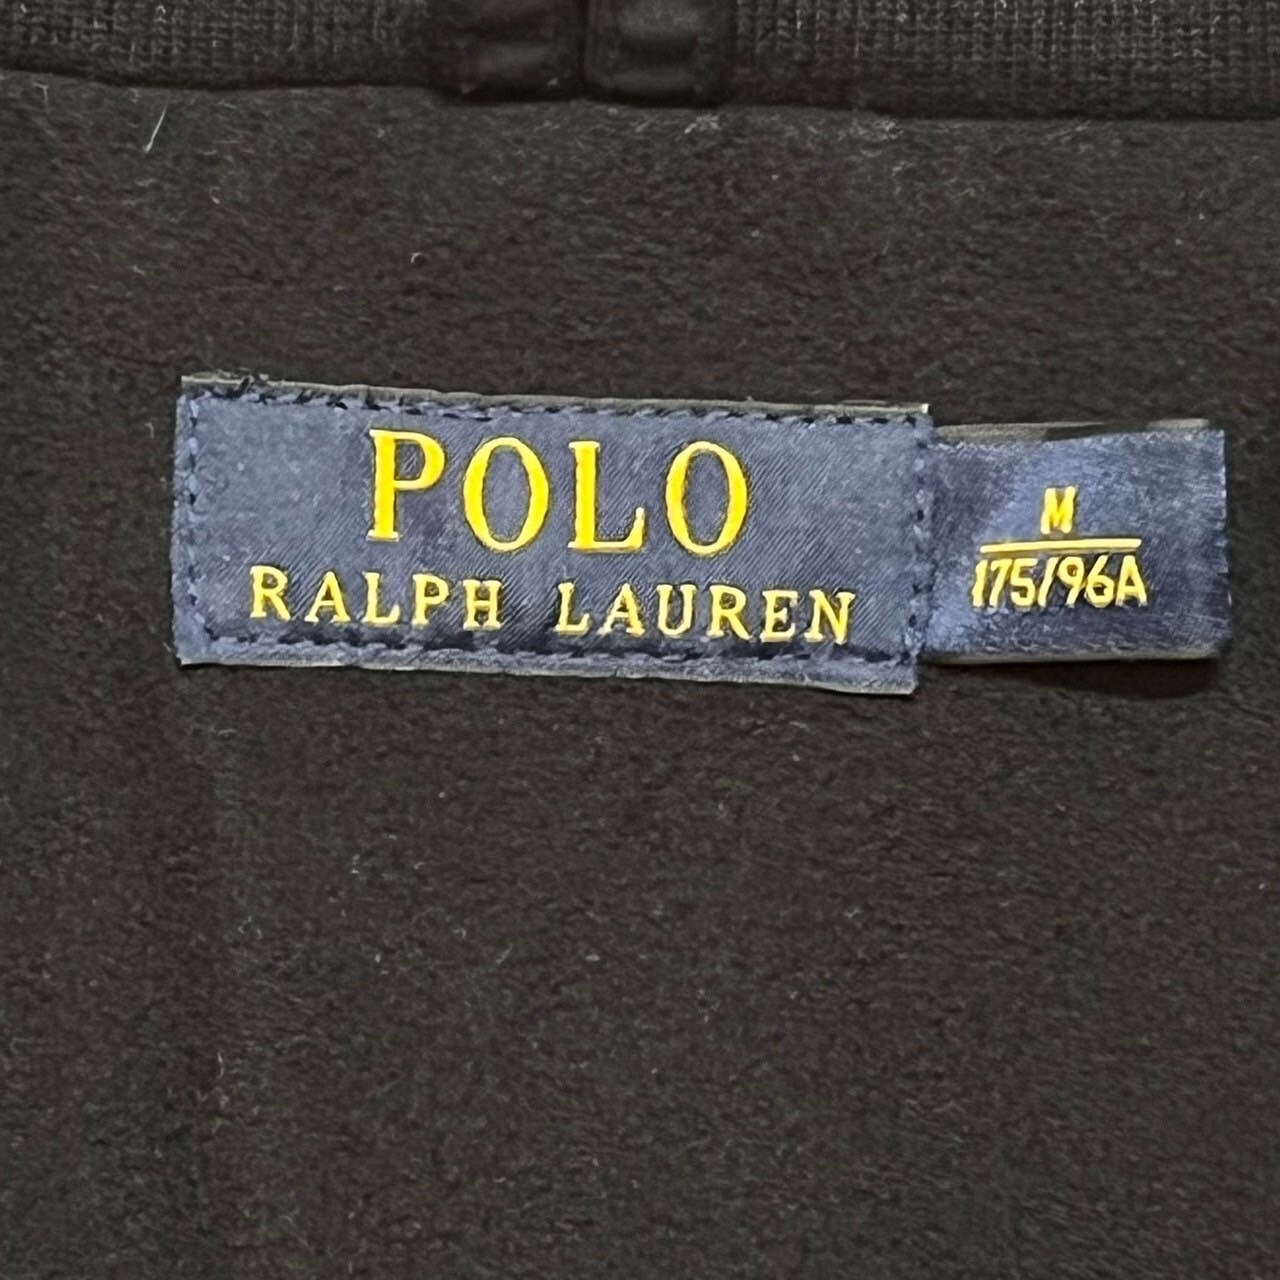 POLO
RALPH LAUREN
M
175/96A